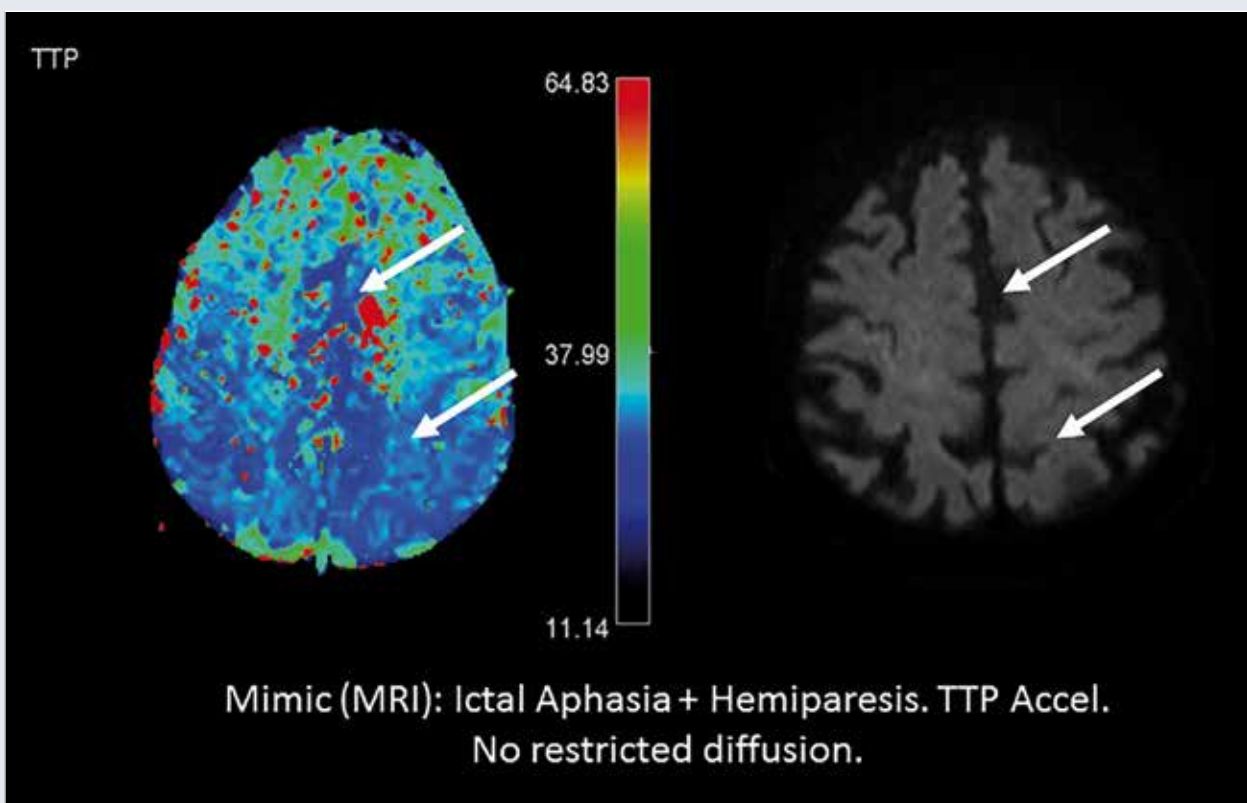 TTP
64.83
37.99
11.14
Mimic (MRI): Ictal Aphasia + Hemiparesis. TTP Accel.
No restricted diffusion.